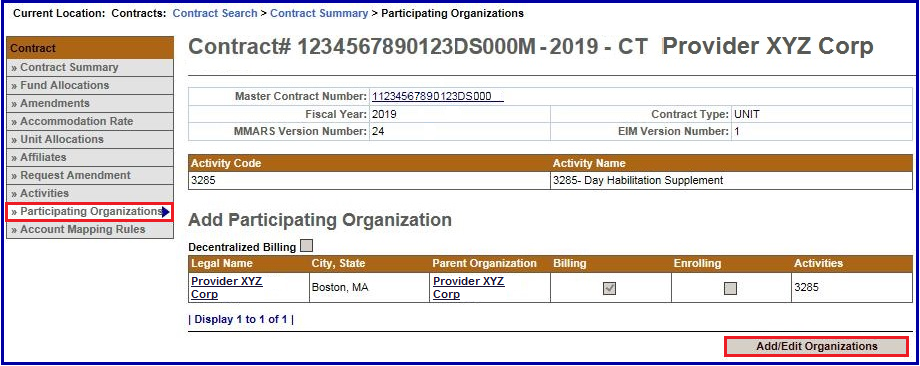 Current Location: Contracts: Contract Search > Contract Summary > Participating Organizations
Contract
» Contract Summary
» Fund Allocations
» Amendments
» Accommodation Rate
» Unit Allocations
» Affiliates
» Request Amendment
» Activities
» Participating Organizations
» Account Mapping Rules
Contract# 1234567890123DS000M - 2019 - CT Provider XYZ Corp
Master Contract Number: 11234567890123DS000
Fiscal Year: 2019 Contract Type: UNIT
MMARS Version Number: 24 EIM Version Number: 1
Activity Code Activity Name
3285 3285- Day Habilitation Supplement
Add Participating Organization
Decentralized Billing
Legal Name City, State Parent Organization Billing Enrolling Activities
Provider XYZ Corp Boston, MA Provider XYZ Corp 3285
| Display 1 to 1 of 1 |
Add/Edit Organizations